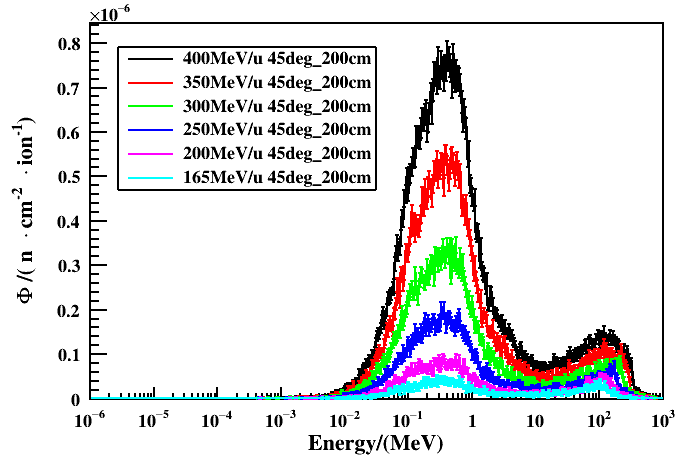 ×10⁻⁶
0.8
0.7
0.6
0.5
0.4
0.3
0.2
0.1
0
Φ /( n · cm⁻² · ion⁻¹)
400MeV/u 45deg_200cm
350MeV/u 45deg_200cm
300MeV/u 45deg_200cm
250MeV/u 45deg_200cm
200MeV/u 45deg_200cm
165MeV/u 45deg_200cm
10⁻⁶ 10⁻⁵ 10⁻⁴ 10⁻³ 10⁻² 10⁻¹ 1 10 10² 10³
Energy/(MeV)